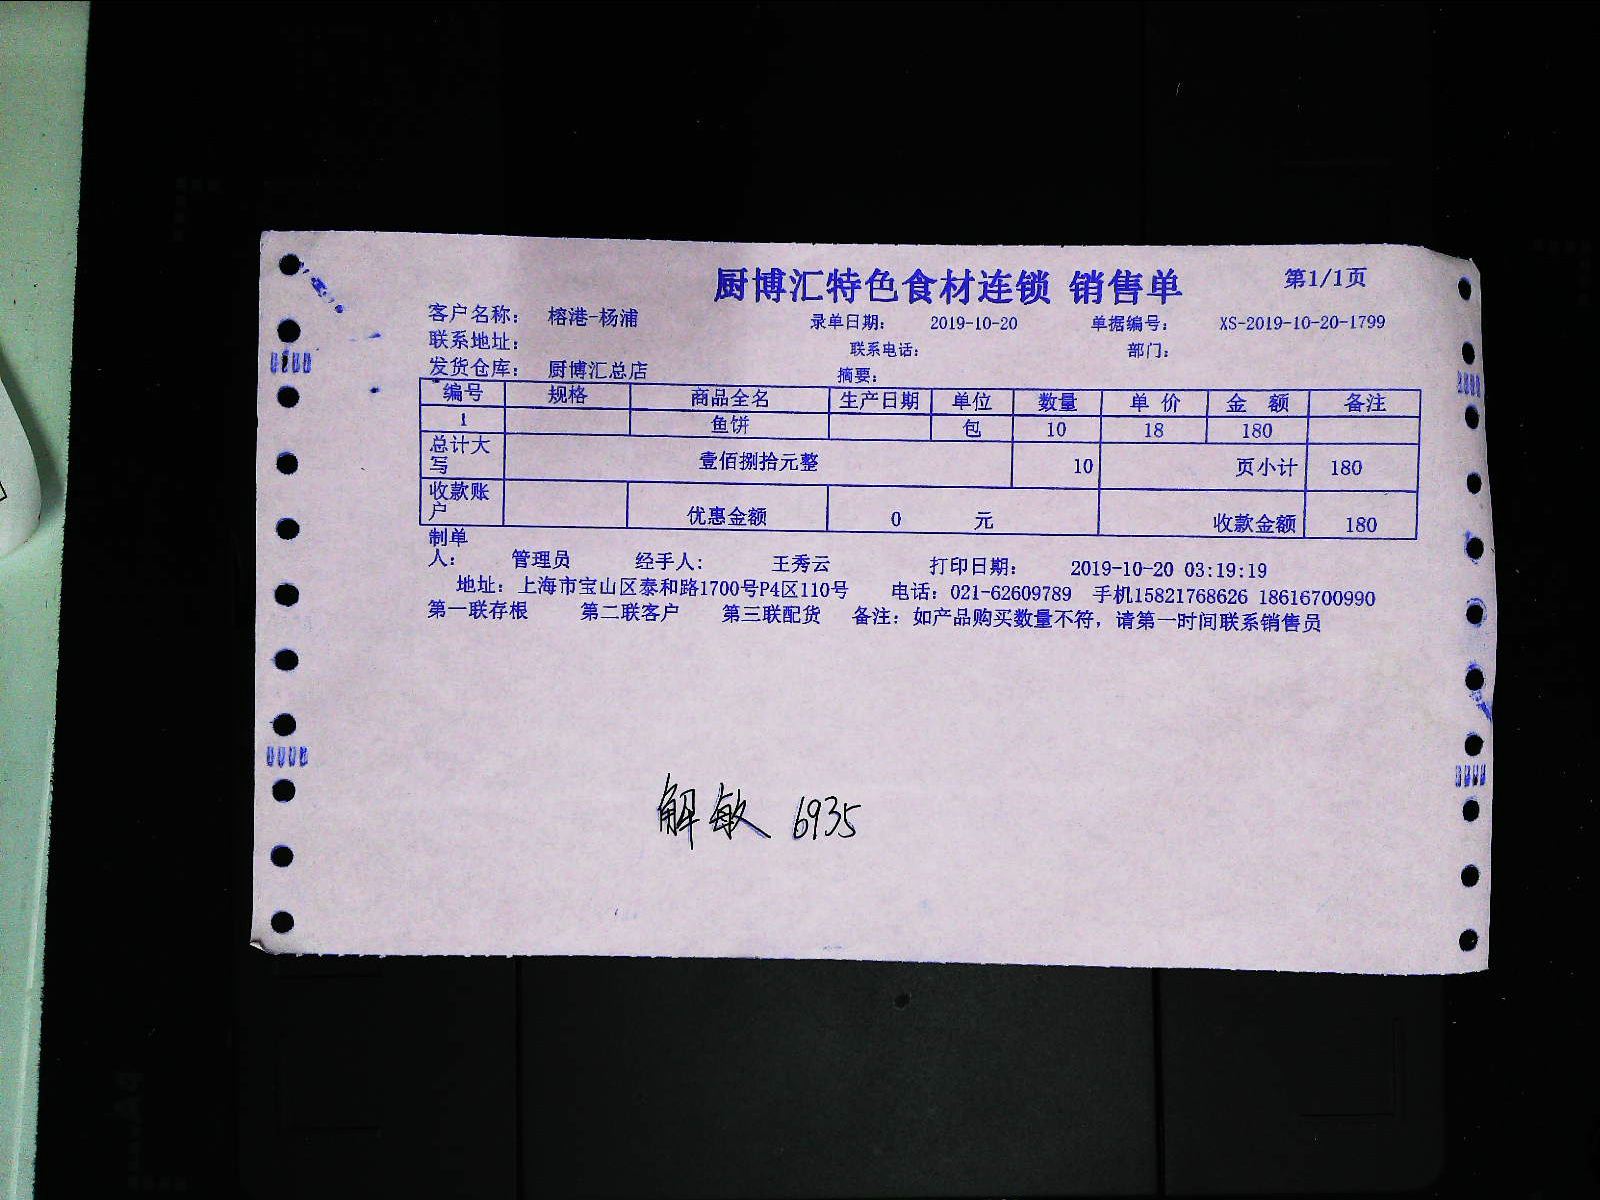 厨博汇特色食材连锁 销售单 第1/1页
客户名称： 榕港-杨浦 录单日期： 2019-10-20 单据编号： XS-2019-10-20-1799
联系地址： 联系电话： 部门：
发货仓库： 厨博汇总店 摘要：
编号 规格 商品全名 生产日期 单位 数量 单 价 金 额 备注
1 鱼饼 包 10 18 180
总计大写 壹佰捌拾元整 10 页小计 180
收款账户 优惠金额 0 元 收款金额 180
制单人： 管理员 经手人： 王秀云 打印日期： 2019-10-20 03:19:19
地址：上海市宝山区泰和路1700号P4区110号 电话：021-62609789 手机15821768626 18616700990
第一联存根 第二联客户 第三联配货 备注：如产品购买数量不符，请第一时间联系销售员
解敏 6935